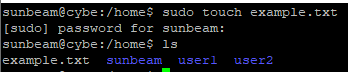 sunbeam@cybe:/home$ sudo touch example.txt
[sudo] password for sunbeam:
sunbeam@cybe:/home$ ls
example.txt  sunbeam  user1  user2